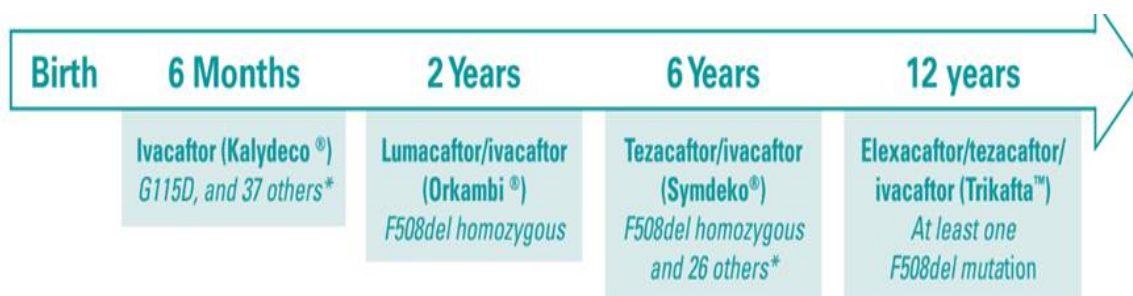 Birth 6 Months 2 Years 6 Years 12 years
Ivacaftor (Kalydeco ®)
G115D, and 37 others*
Lumacaftor/ivacaftor
(Orkambi ®)
F508del homozygous
Tezacaftor/ivacaftor
(Symdeko®)
F508del homozygous
and 26 others*
Elexacaftor/tezacaftor/
ivacaftor (Trikafta™)
At least one
F508del mutation